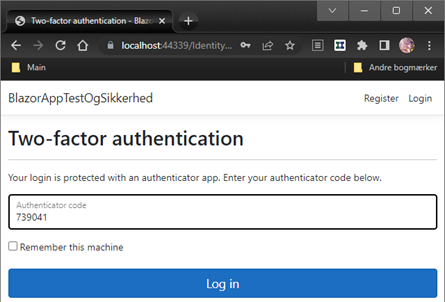 Two-factor authentication - Blazo
localhost:44339/Identity...
Main
Andre bogmærker
BlazorAppTestOgSikkerhed
Register
Login
Two-factor authentication
Your login is protected with an authenticator app. Enter your authenticator code below.
Authenticator code
739041
Remember this machine
Log in